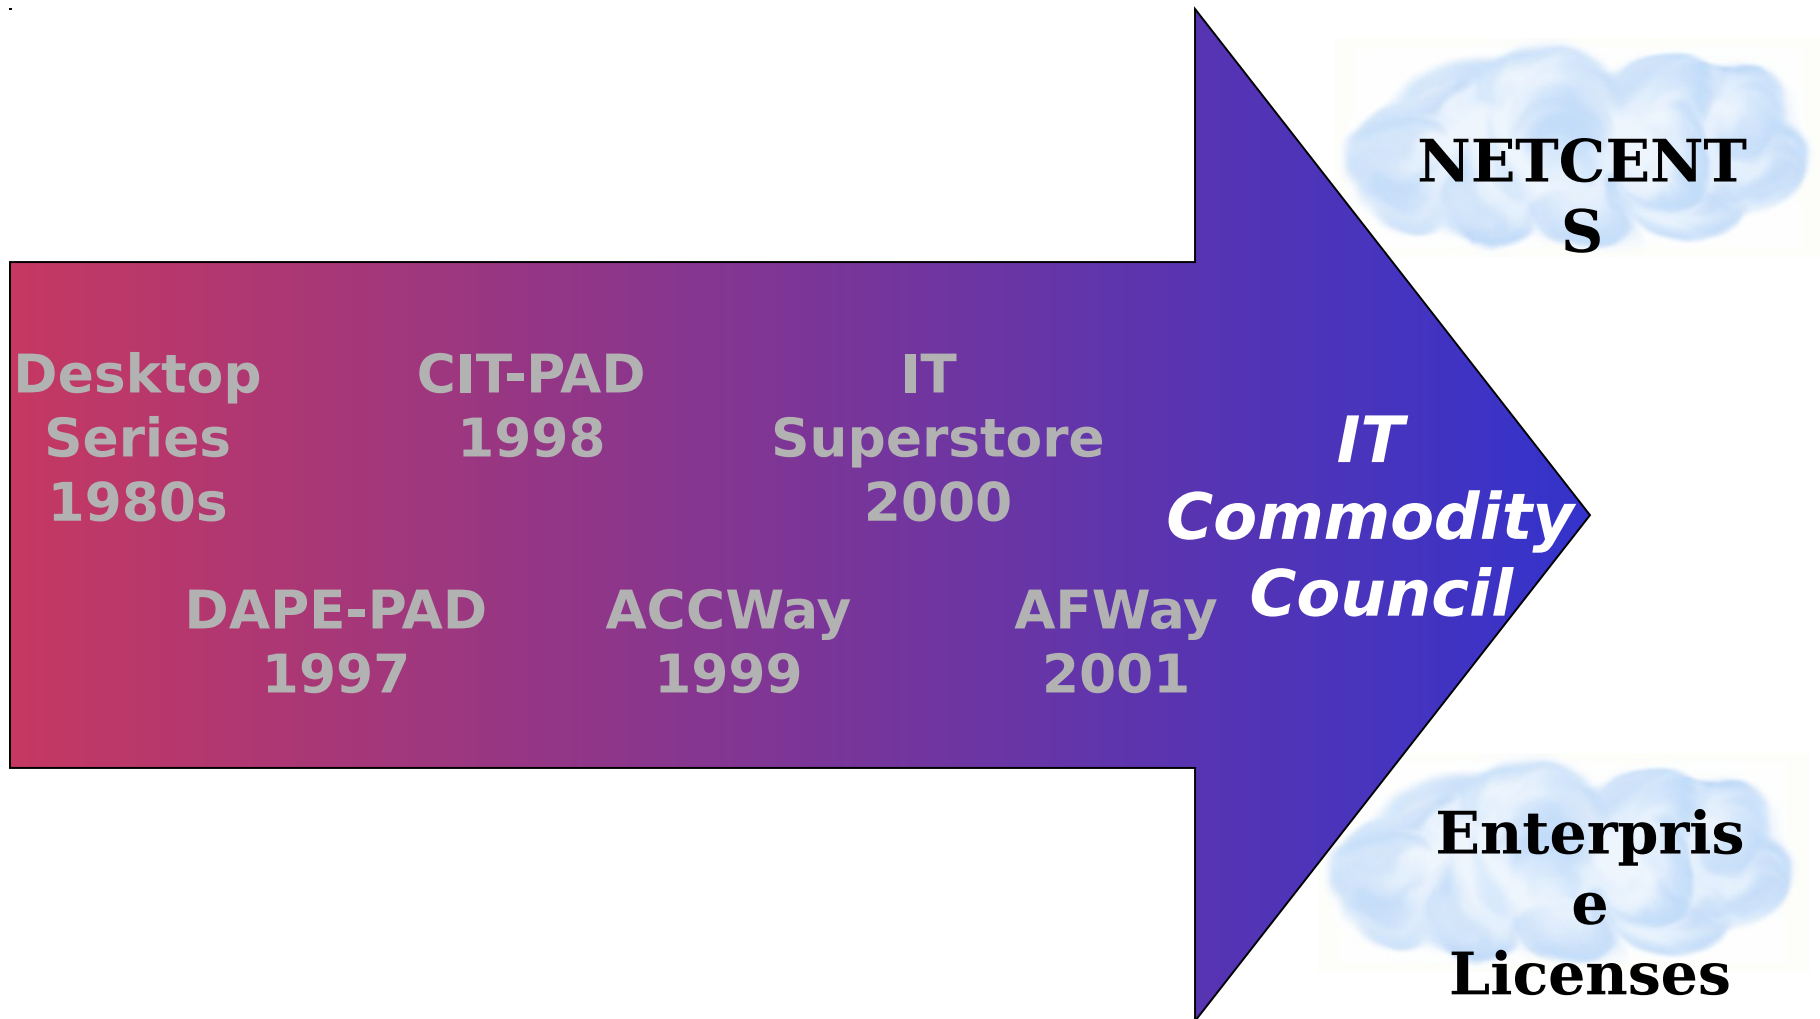 NETCENT
S
Desktop
Series
1980s
CIT-PAD
1998
IT
Superstore
2000
DAPE-PAD
1997
ACCWay
1999
AFWay
2001
IT
Commodity
Council
Enterpris
e
Licenses